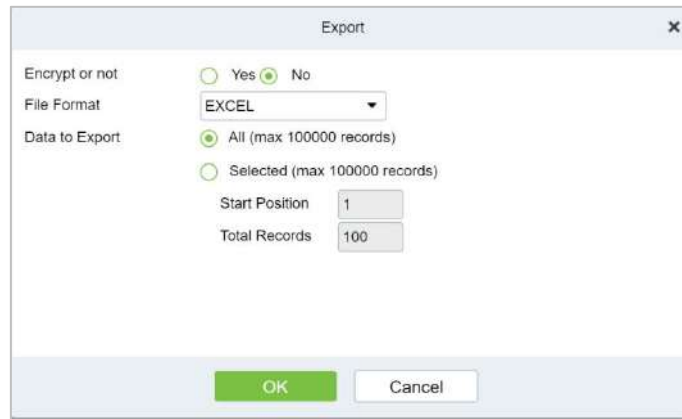 Export
Encrypt or not Yes No
File Format EXCEL
Data to Export All (max 100000 records)
Selected (max 100000 records)
Start Position 1
Total Records 100
OK Cancel